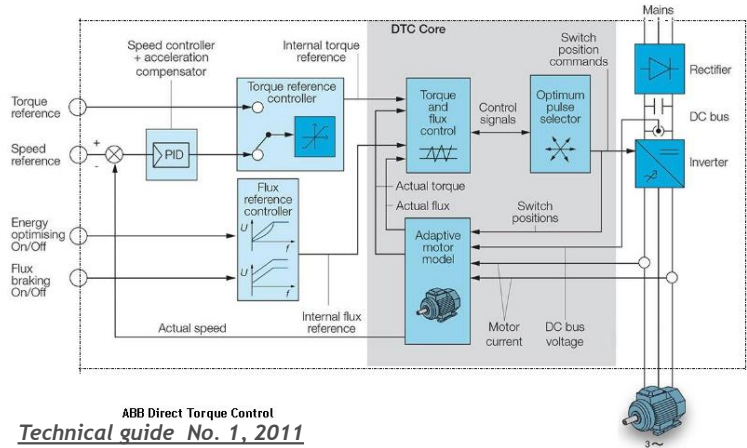 Mains
DTC Core
Switch
position
commands
Speed controller
+ acceleration
compensator
Internal torque
reference
Rectifier
Torque reference
controller
Torque
and
flux
control
Control
signals
Optimum
pulse
selector
DC bus
Torque
reference
Speed
reference
+
-
PID
Inverter
Flux
reference
controller
Actual torque
Actual flux
Switch
positions
Energy
optimising
On/Off
U
f
Adaptive
motor
model
Flux
braking
On/Off
U
f
Actual speed
Internal flux
reference
Motor
current
DC bus
voltage
ABB Direct Torque Control
Technical guide No. 1, 2011
3~